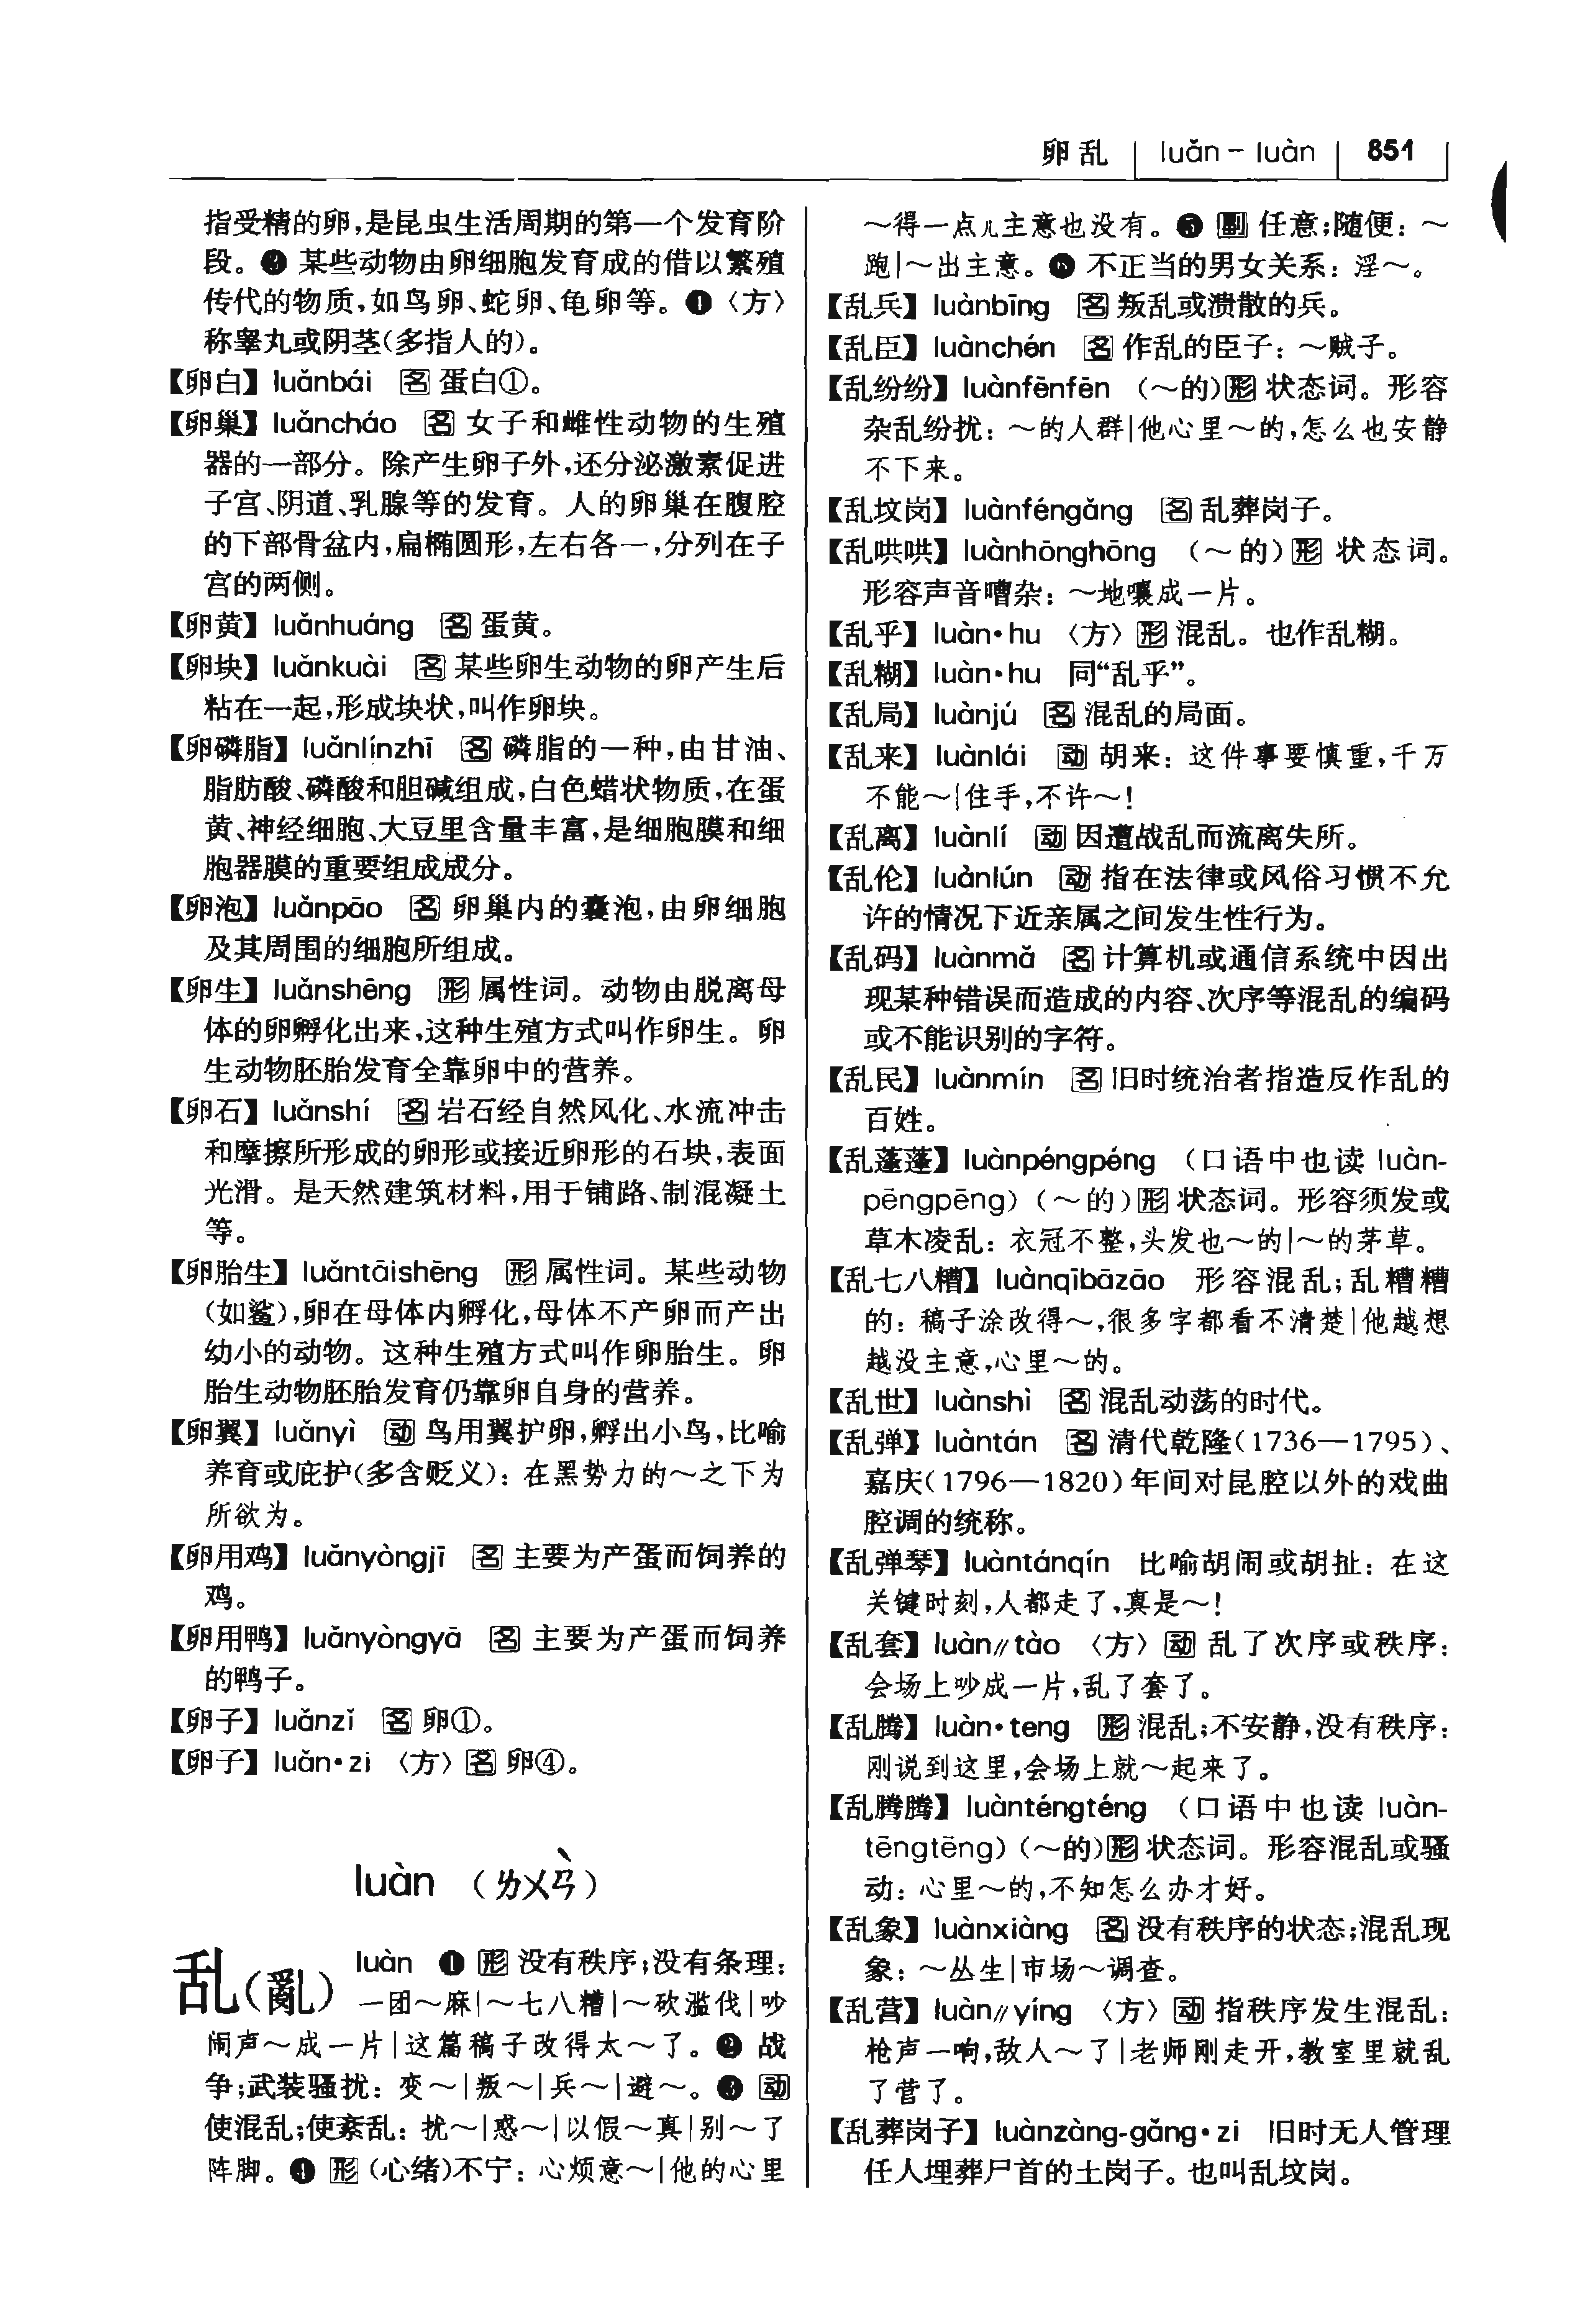 卵 乱 luǎn – luàn 851
指受精的卵,是昆虫生活周期的第一个发育阶
段。❸ 某些动物由卵细胞发育成的借以繁殖
传代的物质,如鸟卵、蛇卵、龟卵等。❹〈方〉
称睾丸或阴茎(多指人的)。
【卵白】luǎnbái 名 蛋白①。
【卵巢】luǎncháo 名 女子和雌性动物的生殖
器的一部分。除产生卵子外,还分泌激素促进
子宫、阴道、乳腺等的发育。人的卵巢在腹腔
的下部骨盆内,扁椭圆形,左右各一,分列在子
宫的两侧。
【卵黄】luǎnhuáng 名 蛋黄。
【卵块】luǎnkuài 名 某些卵生动物的卵产生后
粘在一起,形成块状,叫作卵块。
【卵磷脂】luǎnlínzhī 名 磷脂的一种,由甘油、
脂肪酸、磷酸和胆碱组成,白色蜡状物质,在蛋
黄、神经细胞、大豆里含量丰富,是细胞膜和细
胞器膜的重要组成成分。
【卵泡】luǎnpāo 名 卵巢内的囊泡,由卵细胞
及其周围的细胞所组成。
【卵生】luǎnshēng 形 属性词。动物由脱离母
体的卵孵化出来,这种生殖方式叫作卵生。卵
生动物胚胎发育全靠卵中的营养。
【卵石】luǎnshí 名 岩石经自然风化、水流冲击
和摩擦所形成的卵形或接近卵形的石块,表面
光滑。是天然建筑材料,用于铺路、制混凝土
等。
【卵胎生】luǎntāishēng 形 属性词。某些动物
(如鲨),卵在母体内孵化,母体不产卵而产出
幼小的动物。这种生殖方式叫作卵胎生。卵
胎生动物胚胎发育仍靠卵自身的营养。
【卵翼】luǎnyì 动 鸟用翼护卵,孵出小鸟,比喻
养育或庇护(多含贬义):在黑势力的～之下为
所欲为。
【卵用鸡】luǎnyòngjī 名 主要为产蛋而饲养的
鸡。
【卵用鸭】luǎnyòngyā 名 主要为产蛋而饲养
的鸭子。
【卵子】luǎnzǐ 名 卵①。
【卵子】luǎn•zi 〈方〉名 卵④。
luàn (ㄌㄨㄢˋ)
乱(亂) luàn ❶ 形 没有秩序;没有条理:
一团～麻|～七八糟|～砍滥伐|吵
闹声～成一片|这篇稿子改得太～了。❷ 战
争;武装骚扰:变～|叛～|兵～|避～。❸ 动
使混乱;使紊乱:扰～|惑～|以假～真|别～了
阵脚。❹ 形 (心绪)不宁:心烦意～|他的心里
～得一点儿主意也没有。❺ 副 任意;随便:～
跑|～出主意。❻ 不正当的男女关系:淫～。
【乱兵】luànbīng 名 叛乱或溃散的兵。
【乱臣】luànchén 名 作乱的臣子:～贼子。
【乱纷纷】luànfēnfēn (～的)形 状态词。形容
杂乱纷扰:～的人群|他心里～的,怎么也安静
不下来。
【乱坟岗】luànféngǎng 名 乱葬岗子。
【乱哄哄】luànhōnghōng (～的)形 状态词。
形容声音嘈杂:～地嚷成一片。
【乱乎】luàn•hu 〈方〉形 混乱。也作乱糊。
【乱糊】luàn•hu 同“乱乎”。
【乱局】luànjú 名 混乱的局面。
【乱来】luànlái 动 胡来:这件事要慎重,千万
不能～|住手,不许～!
【乱离】luànlí 动 因遭战乱而流离失所。
【乱伦】luànlún 动 指在法律或风俗习惯不允
许的情况下近亲属之间发生性行为。
【乱码】luànmǎ 名 计算机或通信系统中因出
现某种错误而造成的内容、次序等混乱的编码
或不能识别的字符。
【乱民】luànmín 名 旧时统治者指造反作乱的
百姓。
【乱蓬蓬】luànpéngpéng (口语中也读 luàn-
pēngpēng)(～的)形 状态词。形容须发或
草木凌乱:衣冠不整,头发也～的|～的茅草。
【乱七八糟】luànqībāzāo 形容混乱;乱糟糟
的:稿子涂改得～,很多字都看不清楚|他越想
越没主意,心里～的。
【乱世】luànshì 名 混乱动荡的时代。
【乱弹】luàntán 名 清代乾隆(1736—1795)、
嘉庆(1796—1820)年间对昆腔以外的戏曲
腔调的统称。
【乱弹琴】luàntánqín 比喻胡闹或胡扯:在这
关键时刻,人都走了,真是～!
【乱套】luàn∥tào 〈方〉动 乱了次序或秩序:
会场上吵成一片,乱了套了。
【乱腾】luàn•teng 形 混乱;不安静,没有秩序:
刚说到这里,会场上就～起来了。
【乱腾腾】luànténgténg (口语中也读 luàn-
tēngtēng)(～的)形 状态词。形容混乱或骚
动:心里～的,不知怎么办才好。
【乱象】luànxiàng 名 没有秩序的状态;混乱现
象:～丛生|市场～调查。
【乱营】luàn∥yíng 〈方〉动 指秩序发生混乱:
枪声一响,敌人～了|老师刚走开,教室里就乱
了营了。
【乱葬岗子】luànzàng-gǎng•zi 旧时无人管理
任人埋葬尸首的土岗子。也叫乱坟岗。